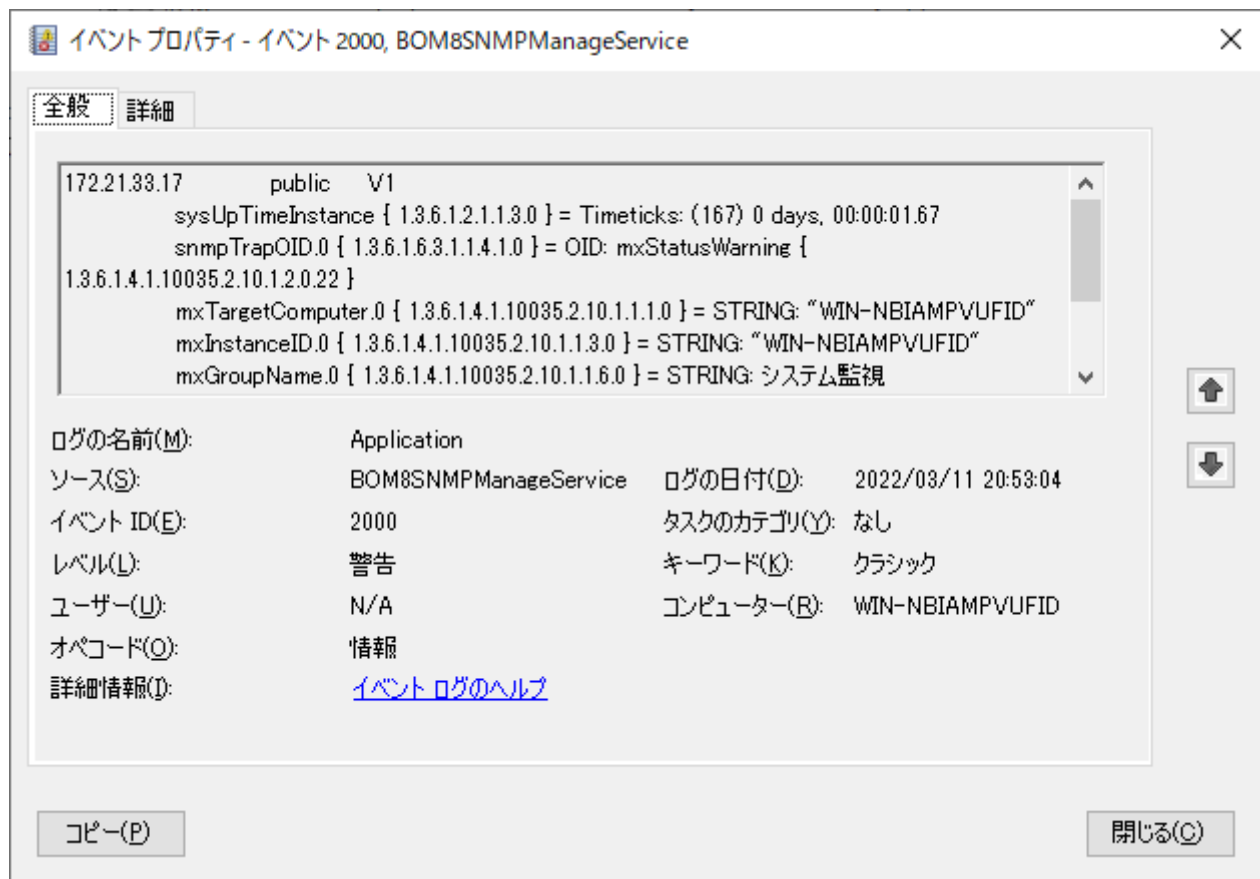 イベント プロパティ - イベント 2000, BOM8SNMPManageService
全般 詳細
172.21.33.17 public V1
sysUpTimeInstance { 1.3.6.1.2.1.1.3.0 } = Timeticks: (167) 0 days, 00:00:01.67
snmpTrapOID.0 { 1.3.6.1.6.3.1.1.4.1.0 } = OID: mxStatusWarning {
1.3.6.1.4.1.10035.2.10.1.2.0.22 }
mxTargetComputer.0 { 1.3.6.1.4.1.10035.2.10.1.1.1.0 } = STRING: "WIN-NBIAMPVUFID"
mxInstanceID.0 { 1.3.6.1.4.1.10035.2.10.1.1.3.0 } = STRING: "WIN-NBIAMPVUFID"
mxGroupName.0 { 1.3.6.1.4.1.10035.2.10.1.1.6.0 } = STRING: システム監視
ログの名前(M): Application
ソース(S): BOM8SNMPManageService ログの日付(D): 2022/03/11 20:53:04
イベント ID(E): 2000 タスクのカテゴリ(Y): なし
レベル(L): 警告 キーワード(K): クラシック
ユーザー(U): N/A コンピューター(R): WIN-NBIAMPVUFID
オペコード(O): 情報
詳細情報(I): イベント ログのヘルプ
コピー(P) 閉じる(C)